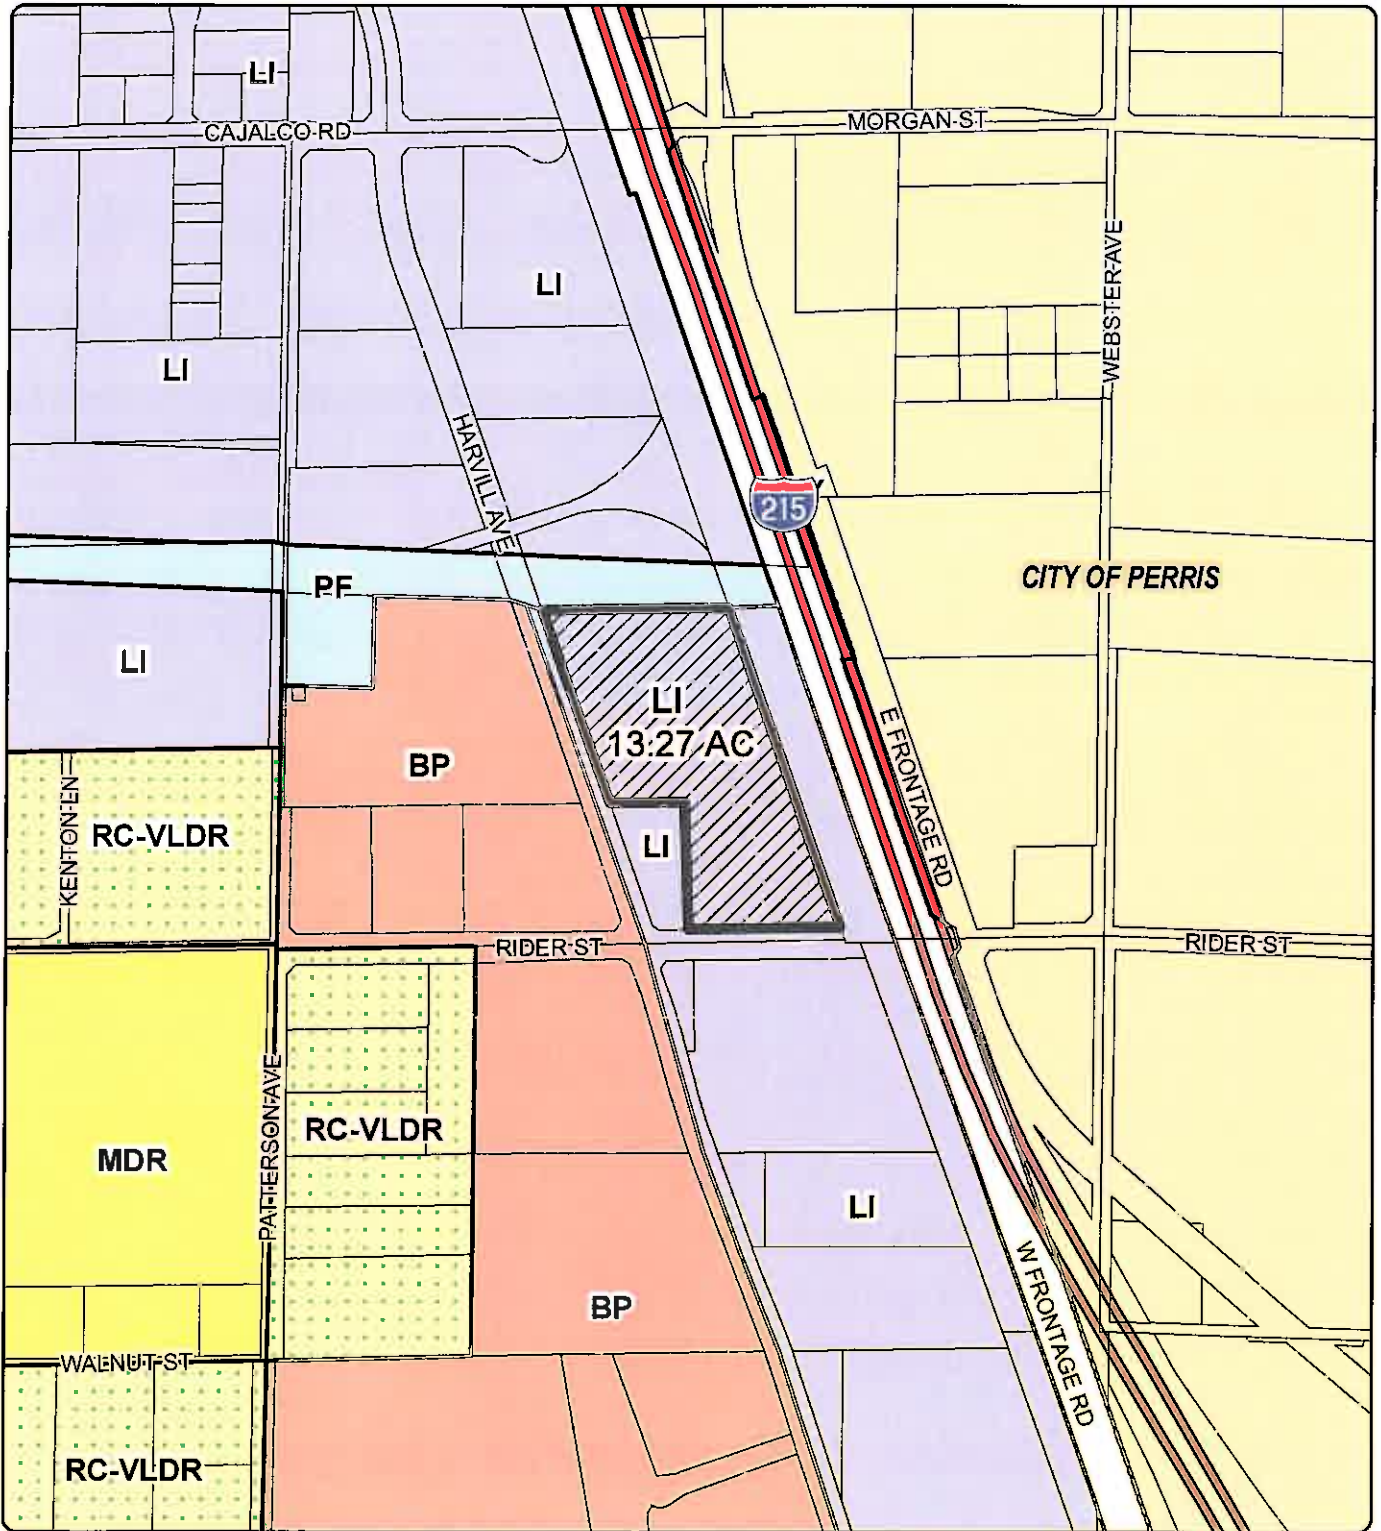 LI
CAJALCO RD
MORGAN ST
WEBSTER AVE
LI
LI
HARVILL AVE
215
CITY OF PERRIS
PF
LI
LI
13.27 AC
E FRONTAGE RD
BP
KENTON LN
RC-VLDR
LI
RIDER ST
RIDER ST
PATTERSON AVE
RC-VLDR
MDR
LI
W FRONTAGE RD
BP
WALNUT ST
RC-VLDR